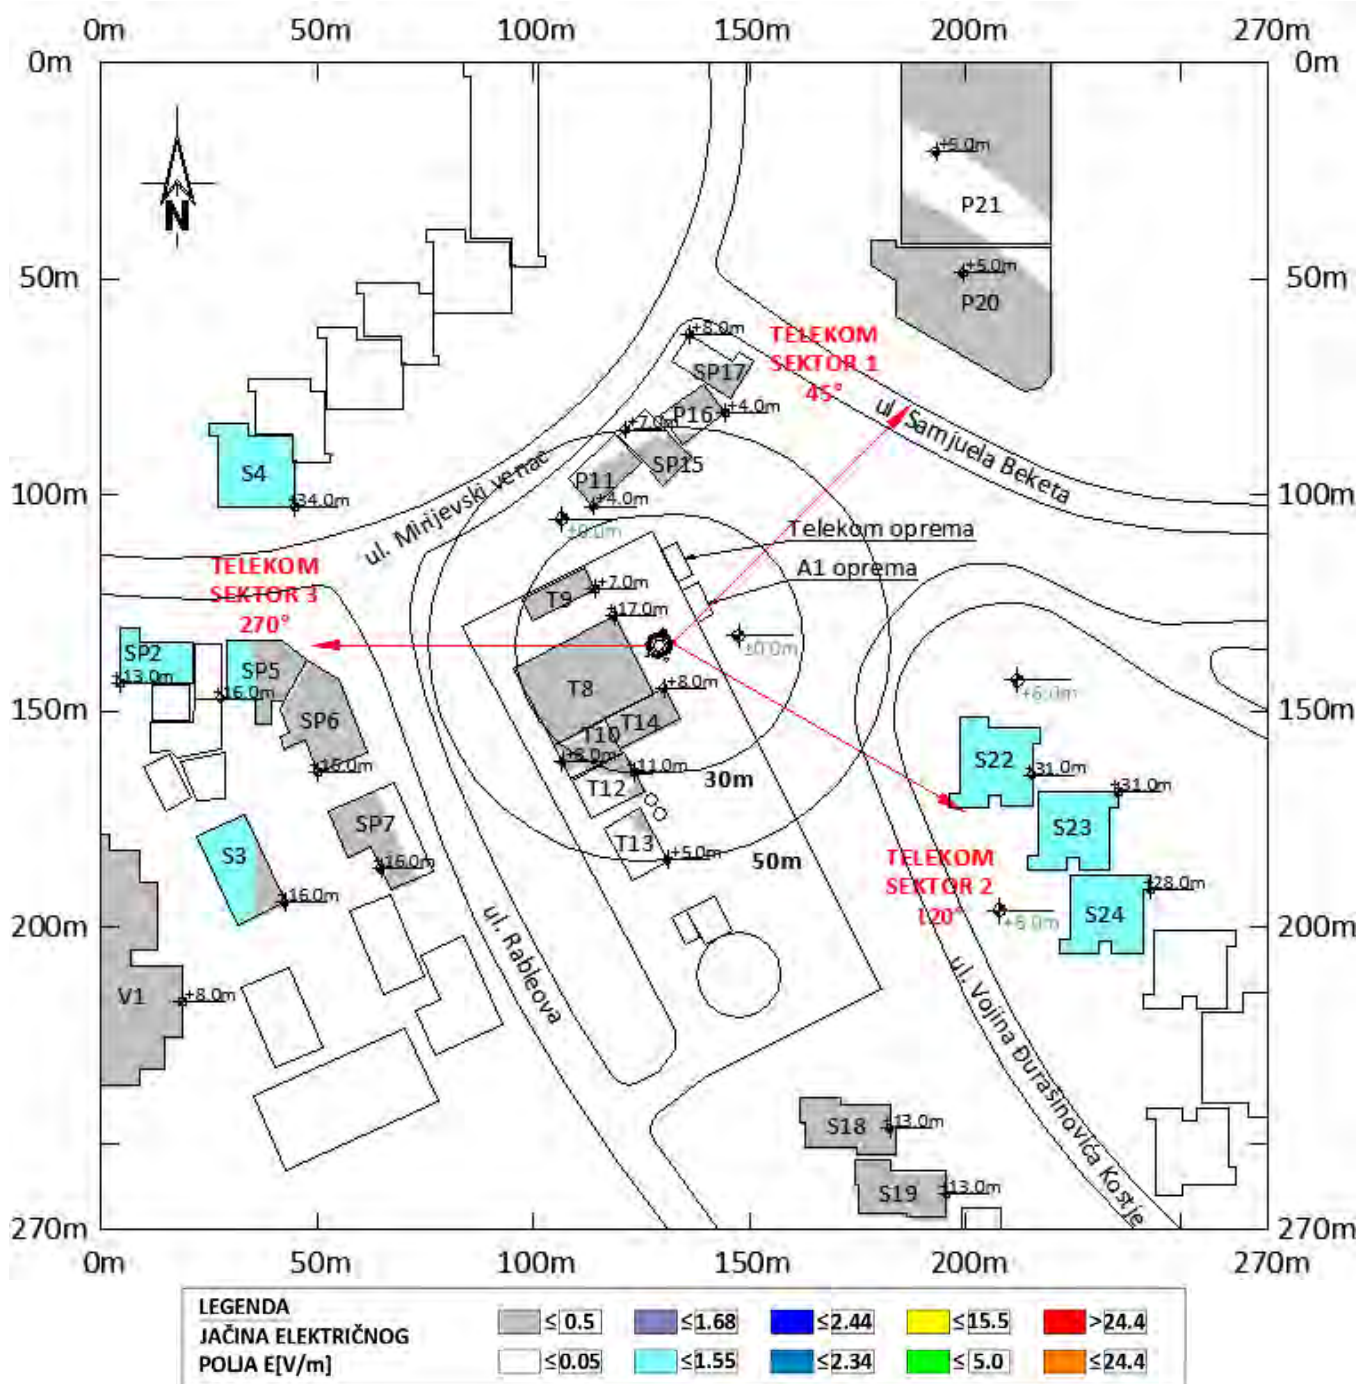 0m 50m 100m 150m 200m 270m
0m 0m
N
+5.0m
P21
50m 50m
+5.0m
P20
+8.0m
TELEKOM
SEKTOR 1
45°
SP17
P16
+4.0m
+7.0m
ul. Samjuela Beketa
S4
SP15
P11
ul. Mirijevski venac
+34.0m
+4.0m
100m 100m
±0.0m
Telekom oprema
A1 oprema
TELEKOM
SEKTOR 3
270°
+7.0m
T9
+17.0m
±0.0m
SP2
SP5
+13.0m
+16.0m
T8
+8.0m
+6.0m
SP6
T14
T10
150m 150m
+11.0m
S22
+31.0m
30m
T12
+31.0m
SP7
T13
S23
S3
+16.0m
+5.0m
50m
TELEKOM
SEKTOR 2
120°
+16.0m
+28.0m
S24
+6.0m
200m 200m
ul. Rableova
V1
+8.0m
ul. Vojina Đurašinovića Kostje
S18
+13.0m
S19
+13.0m
270m 270m
0m 50m 100m 150m 200m 270m
LEGENDA
JAČINA ELEKTRIČNOG
POLJA E[V/m]
≤0.5 ≤1.68 ≤2.44 ≤15.5 >24.4
≤0.05 ≤1.55 ≤2.34 ≤5.0 ≤24.4